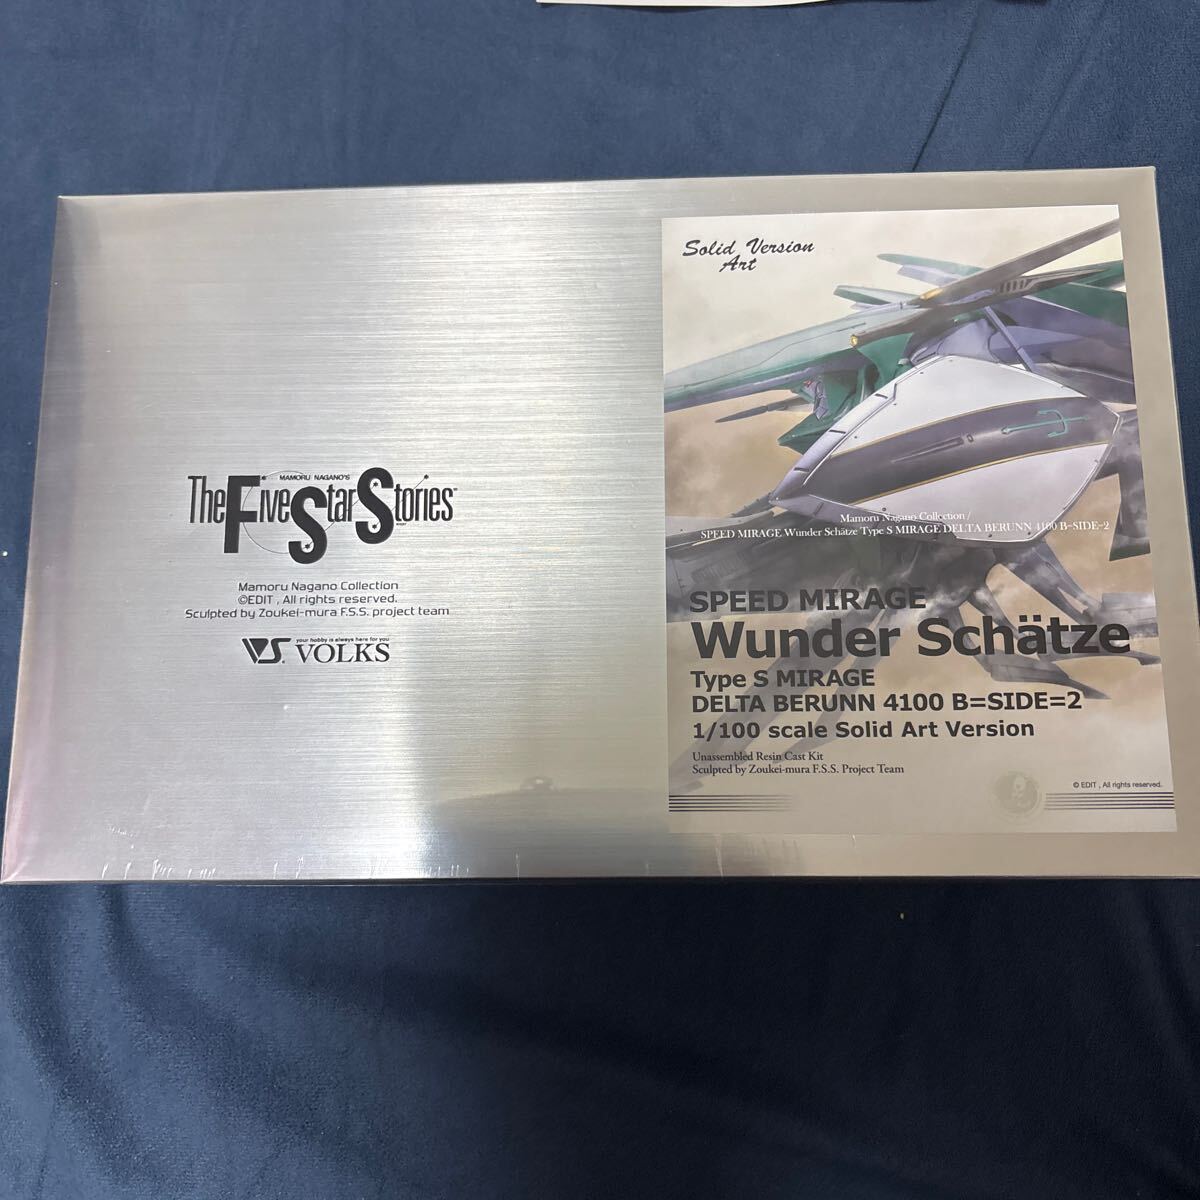 MAMORU NAGANO'S
The Five Star Stories
Mamoru Nagano Collection
©EDIT , All rights reserved.
Sculpted by Zoukei-mura F.S.S. project team
your hobby is always here for you
VS. VOLKS
Solid Version
Art
Mamoru Nagano Collection /
SPEED MIRAGE Wunder Schätze Type S MIRAGE DELTA BERUNN 4100 B=SIDE=2
SPEED MIRAGE
Wunder Schätze
Type S MIRAGE
DELTA BERUNN 4100 B=SIDE=2
1/100 scale Solid Art Version
Unassembled Resin Cast Kit
Sculpted by Zoukei-mura F.S.S. Project Team
© EDIT , All rights reserved.